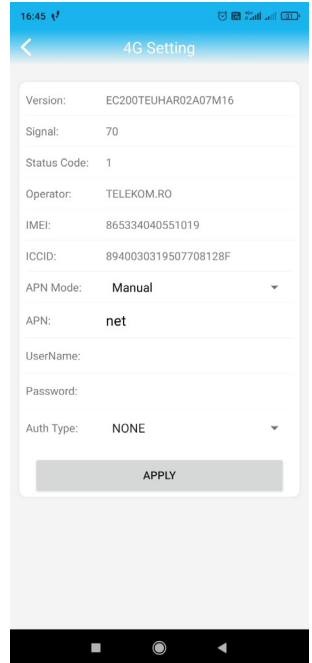 16:45
4G Setting
Version: EC200TEUHAR02A07M16
Signal: 70
Status Code: 1
Operator: TELEKOM.RO
IMEI: 865334040551019
ICCID: 8940030319507708128F
APN Mode: Manual
APN: net
UserName:
Password:
Auth Type: NONE
APPLY